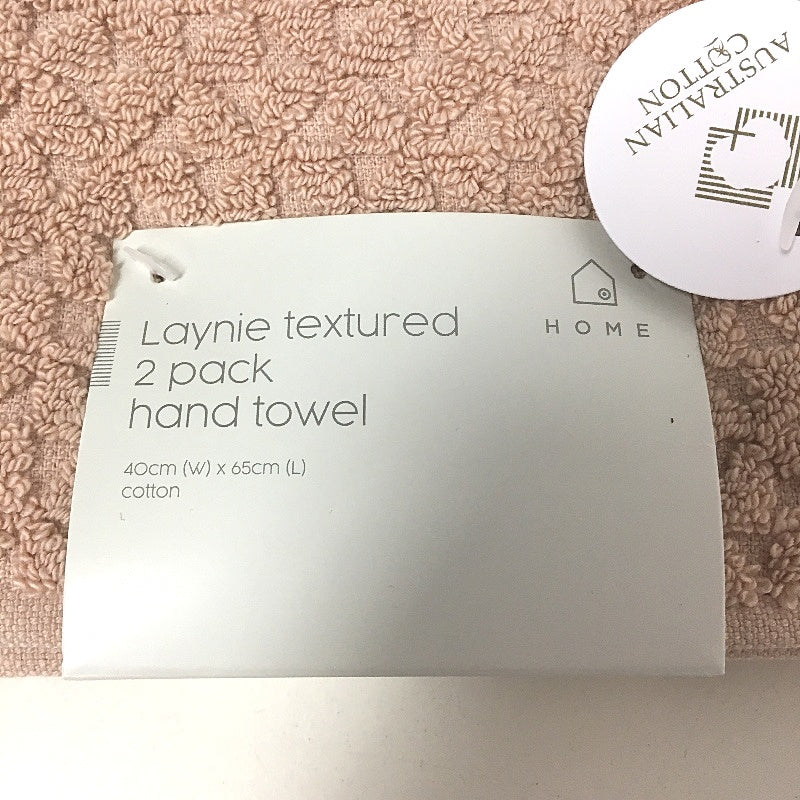 AUSTRALIAN
COTTON
HOME
Laynie textured
2 pack
hand towel
40cm (W) x 65cm (L)
cotton